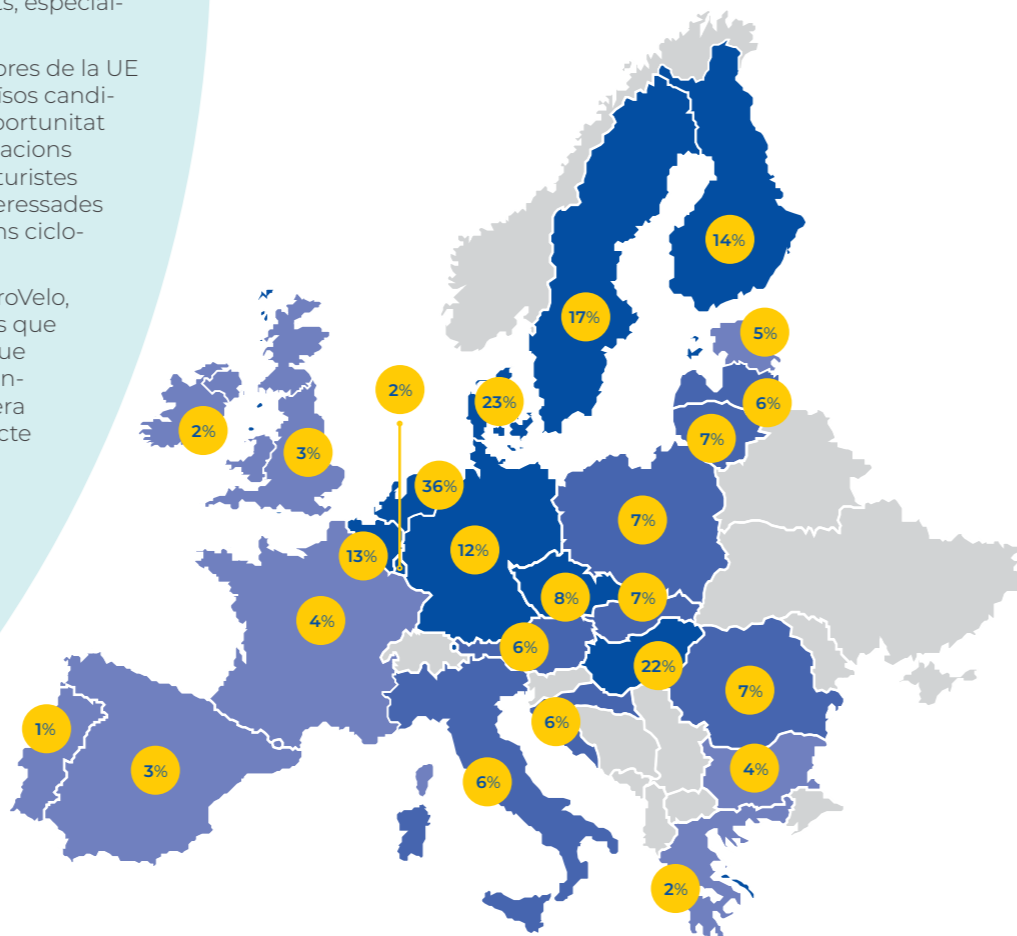 ts, especial-
ores de la UE
ïsos candi-
portunitat
acions
turistes
eressades
ns ciclo-
roVelo,
s que
ue
n-
era
cte
14%
17%
5%
2%
23%
6%
2%
7%
3%
36%
7%
13%
12%
8%
7%
4%
6%
22%
7%
1%
6%
3%
4%
6%
2%